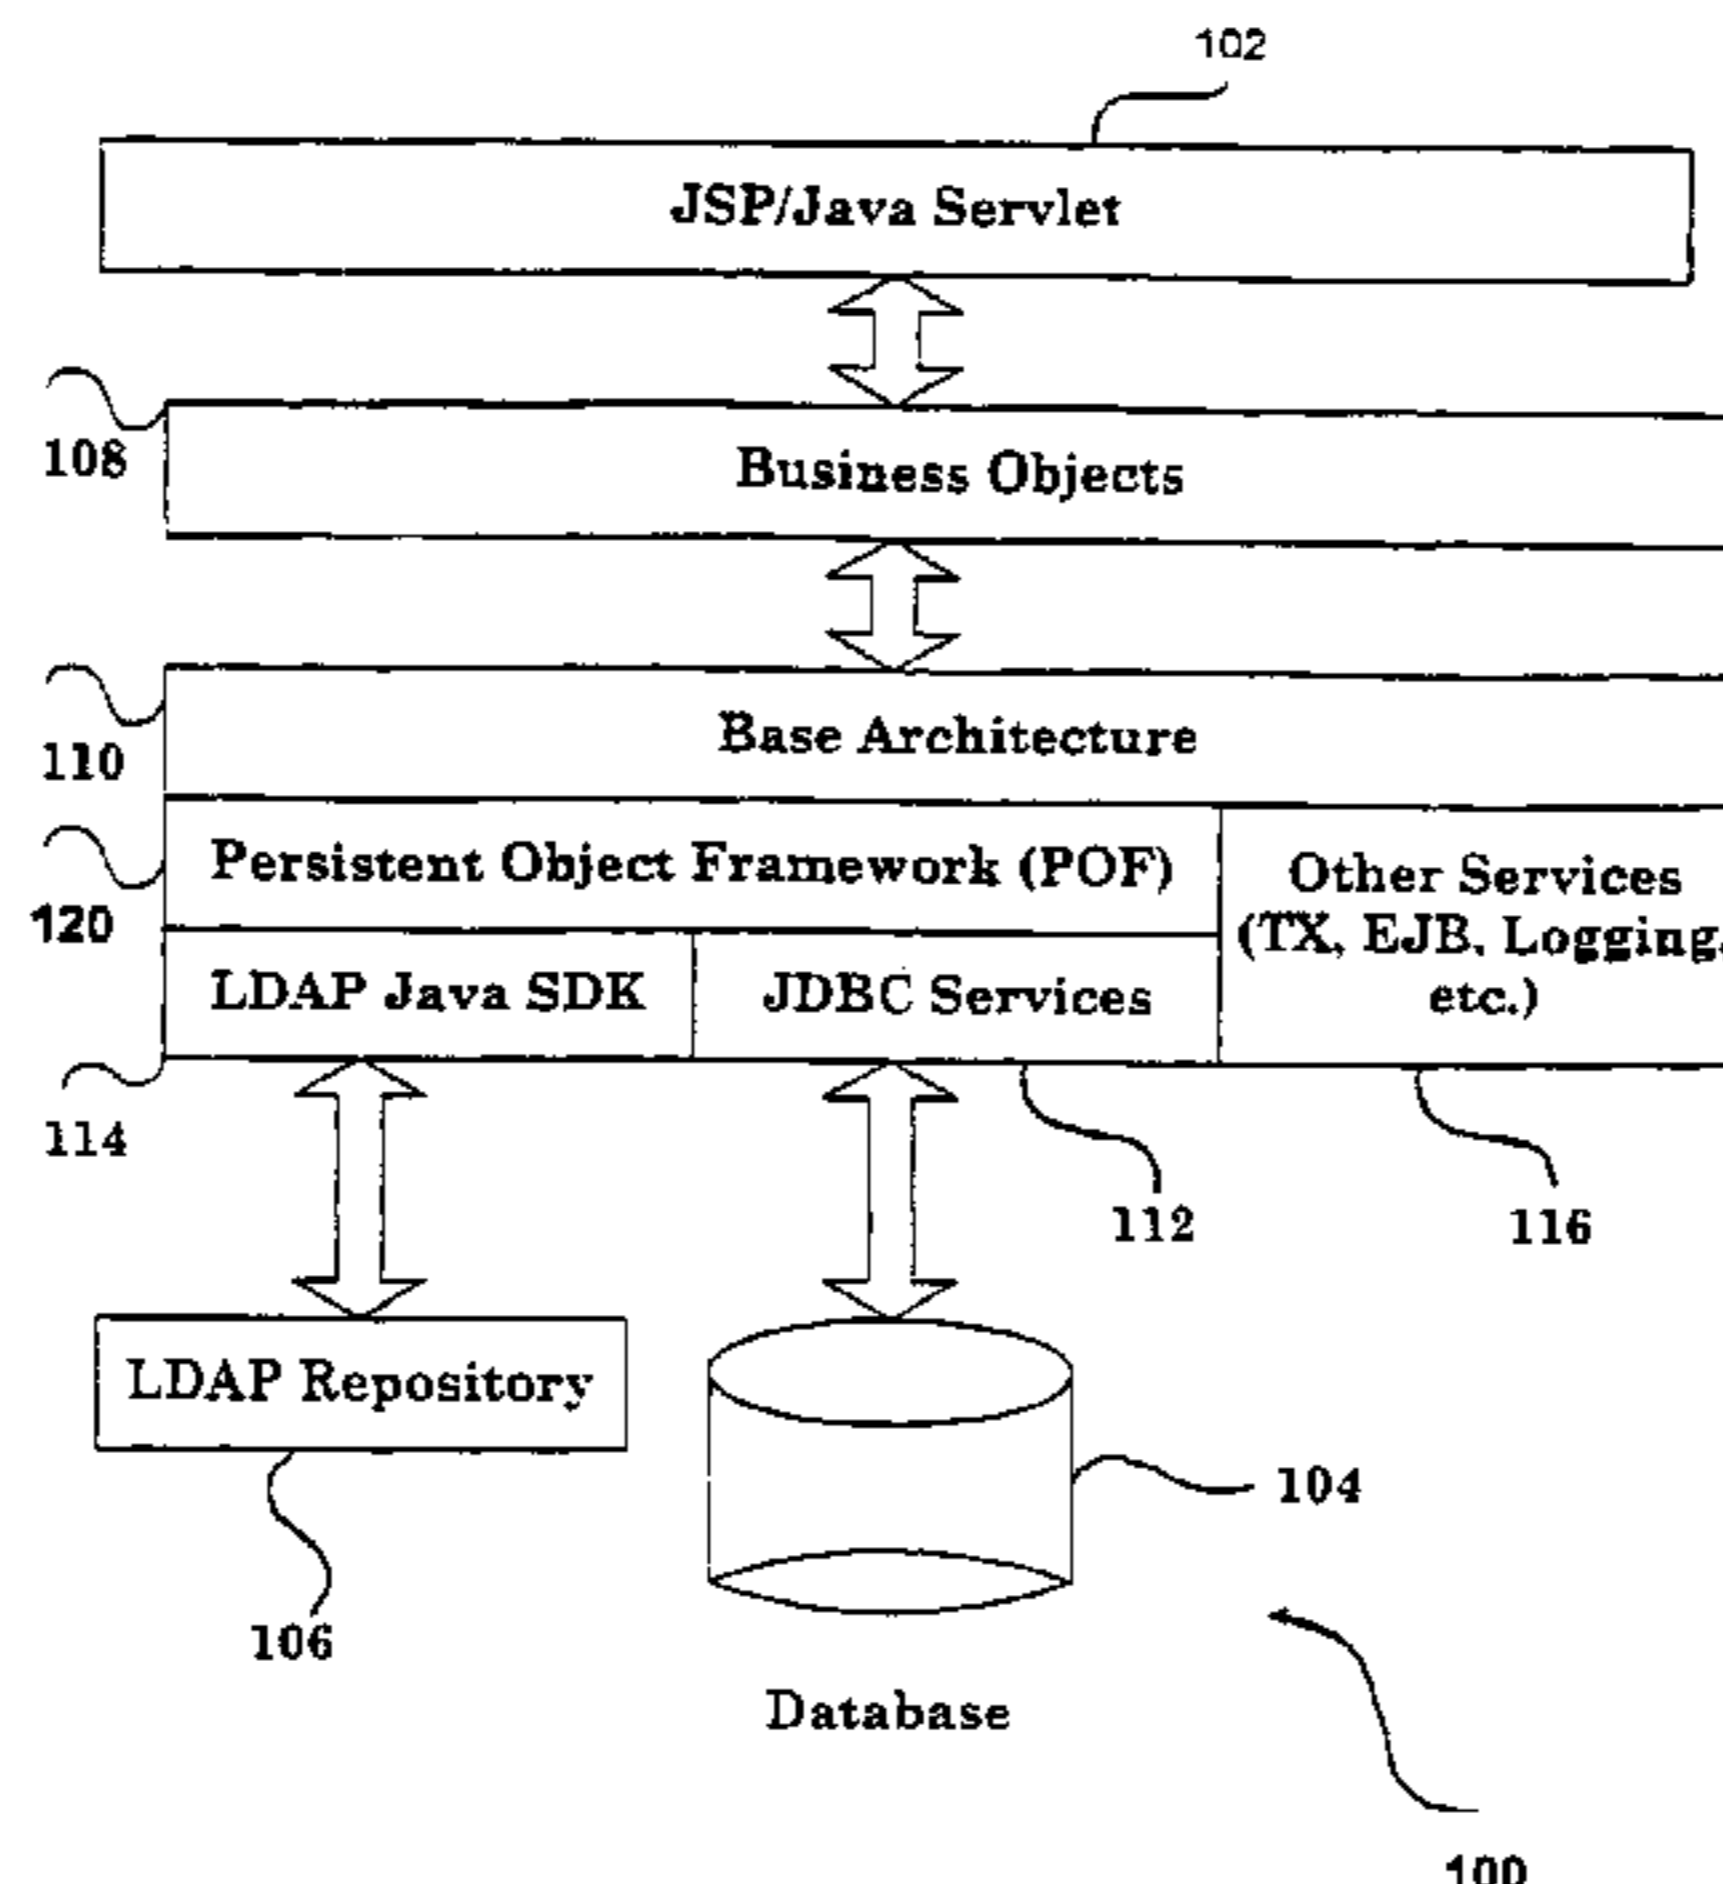 102
JSP/Java Servlet
108
Business Objects
110
Base Architecture
120
Persistent Object Framework (POF)
Other Services
(TX, EJB, Logging,
etc.)
LDAP Java SDK
JDBC Services
114
112
116
LDAP Repository
104
106
Database
100